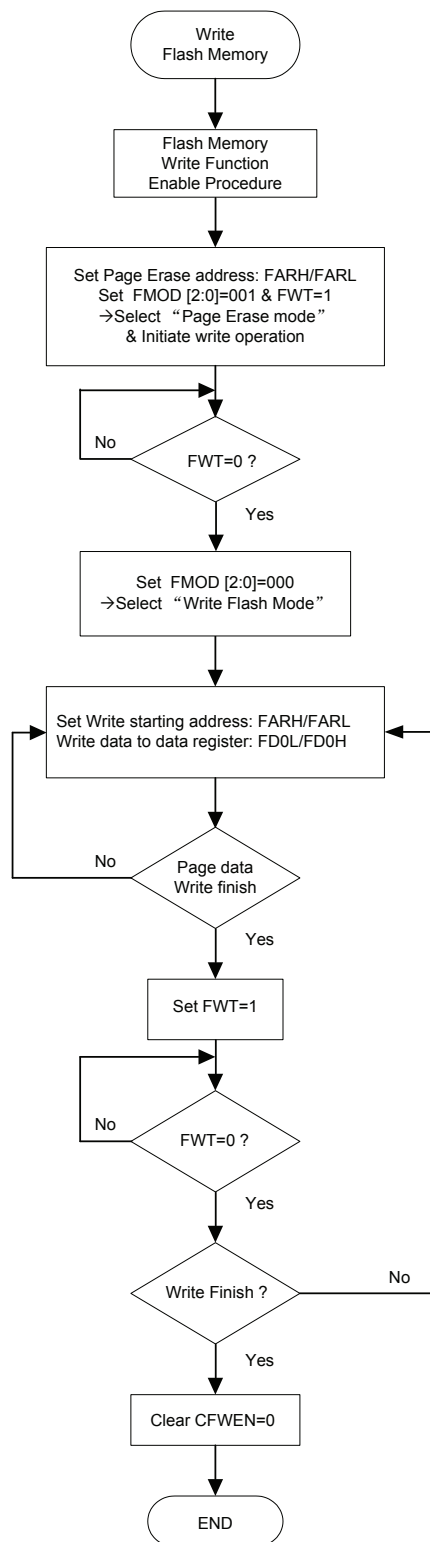 Write
Flash Memory
Flash Memory
Write Function
Enable Procedure
Set Page Erase address: FARH/FARL
Set FMOD [2:0]=001 & FWT=1
→Select “Page Erase mode”
& Initiate write operation
No
FWT=0 ?
Yes
Set FMOD [2:0]=000
→Select “Write Flash Mode”
Set Write starting address: FARH/FARL
Write data to data register: FD0L/FD0H
No
Page data
Write finish
Yes
Set FWT=1
No
FWT=0 ?
Yes
Write Finish ?
No
Yes
Clear CFWEN=0
END